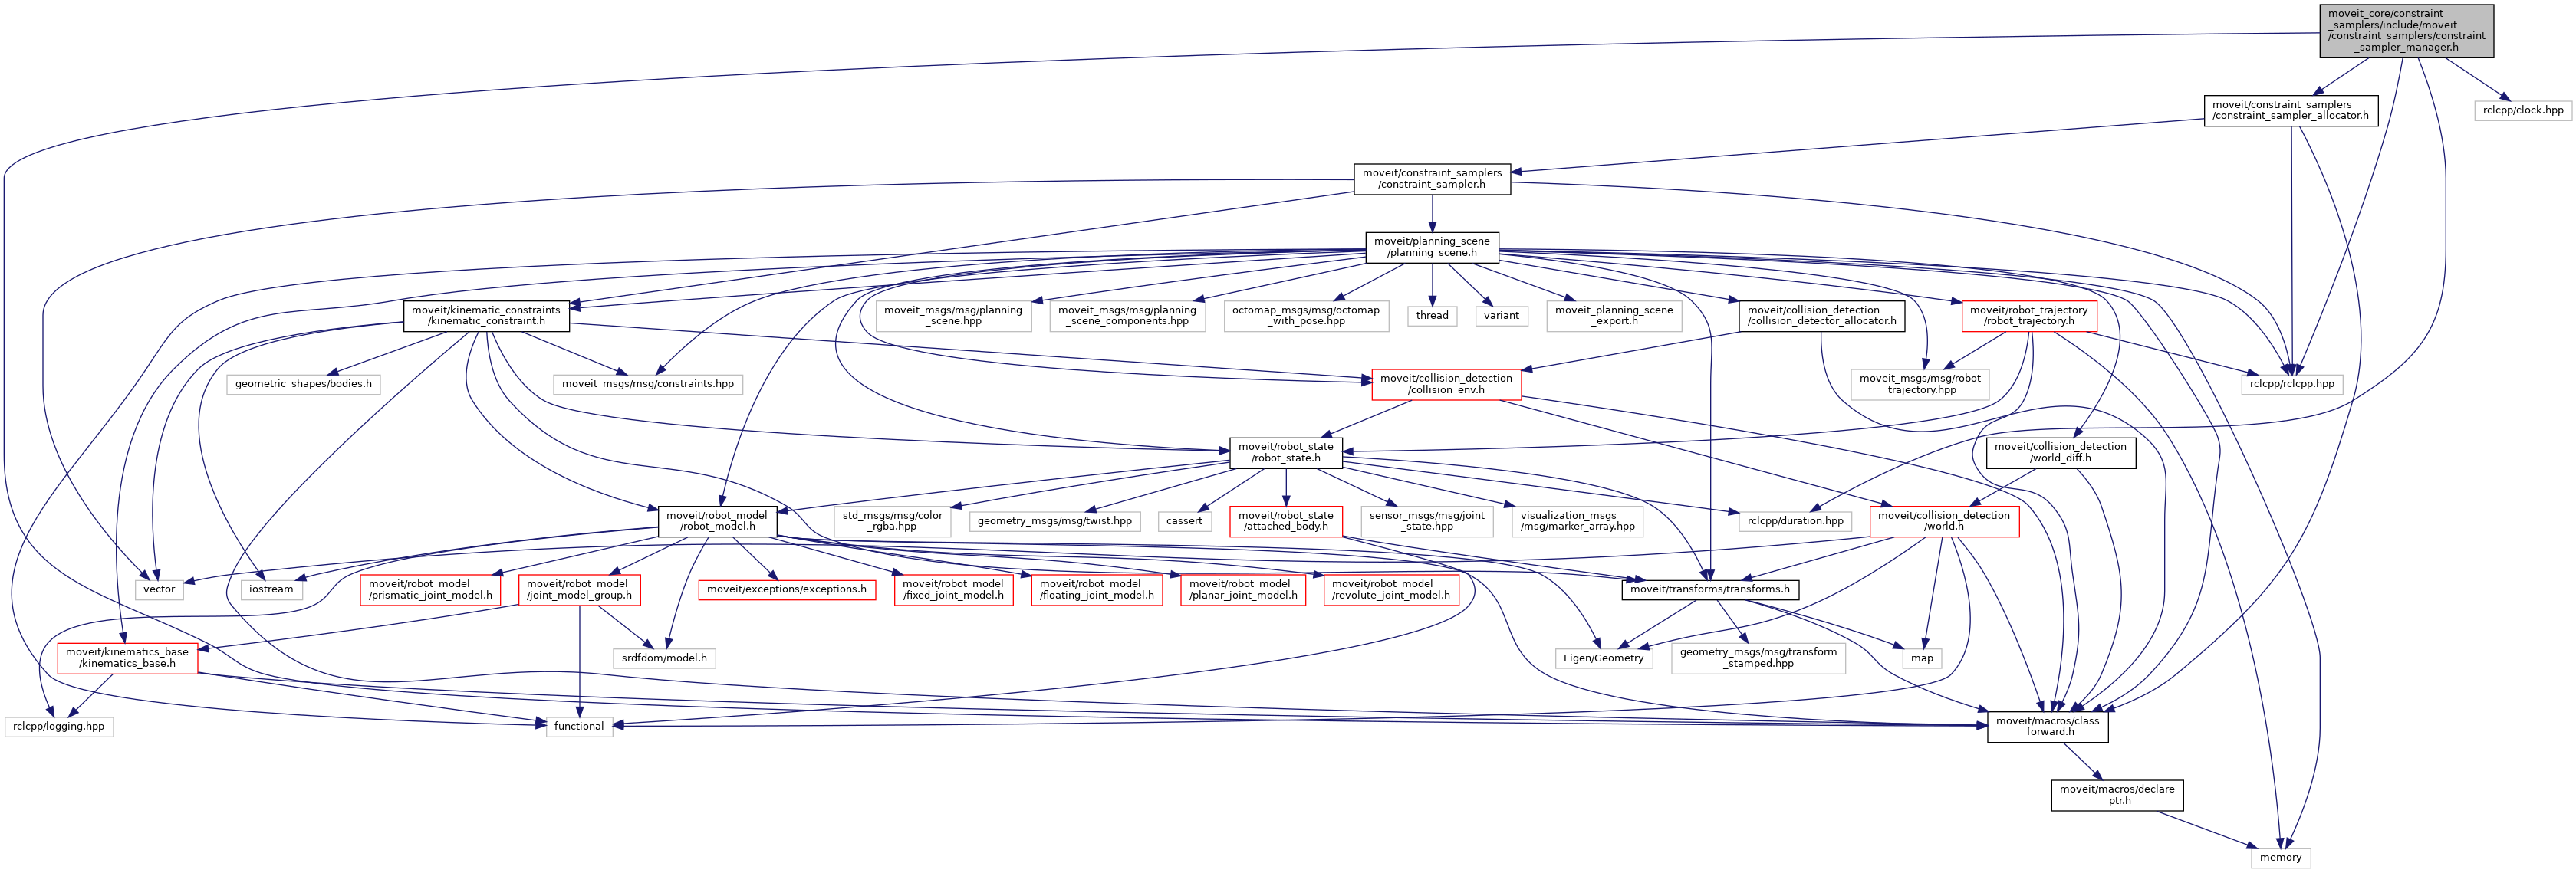 moveit_core/constraint
_samplers/include/moveit
/constraint_samplers/constraint
_sampler_manager.h
moveit/constraint_samplers
/constraint_sampler_allocator.h
rclcpp/clock.hpp
moveit/constraint_samplers
/constraint_sampler.h
moveit/planning_scene
/planning_scene.h
moveit/kinematic_constraints
/kinematic_constraint.h
moveit_msgs/msg/planning
_scene.hpp
moveit_msgs/msg/planning
_scene_components.hpp
octomap_msgs/msg/octomap
_with_pose.hpp
thread
variant
moveit_planning_scene
_export.h
moveit/collision_detection
/collision_detector_allocator.h
moveit/robot_trajectory
/robot_trajectory.h
geometric_shapes/bodies.h
moveit_msgs/msg/constraints.hpp
moveit/collision_detection
/collision_env.h
moveit_msgs/msg/robot
_trajectory.hpp
rclcpp/rclcpp.hpp
moveit/robot_state
/robot_state.h
moveit/collision_detection
/world_diff.h
moveit/robot_model
/robot_model.h
std_msgs/msg/color
_rgba.hpp
geometry_msgs/msg/twist.hpp
cassert
moveit/robot_state
/attached_body.h
sensor_msgs/msg/joint
_state.hpp
visualization_msgs
/msg/marker_array.hpp
rclcpp/duration.hpp
moveit/collision_detection
/world.h
vector
iostream
moveit/robot_model
/prismatic_joint_model.h
moveit/robot_model
/joint_model_group.h
moveit/exceptions/exceptions.h
moveit/robot_model
/fixed_joint_model.h
moveit/robot_model
/floating_joint_model.h
moveit/robot_model
/planar_joint_model.h
moveit/robot_model
/revolute_joint_model.h
moveit/transforms/transforms.h
moveit/kinematics_base
/kinematics_base.h
srdfdom/model.h
Eigen/Geometry
geometry_msgs/msg/transform
_stamped.hpp
map
rclcpp/logging.hpp
functional
moveit/macros/class
_forward.h
moveit/macros/declare
_ptr.h
memory